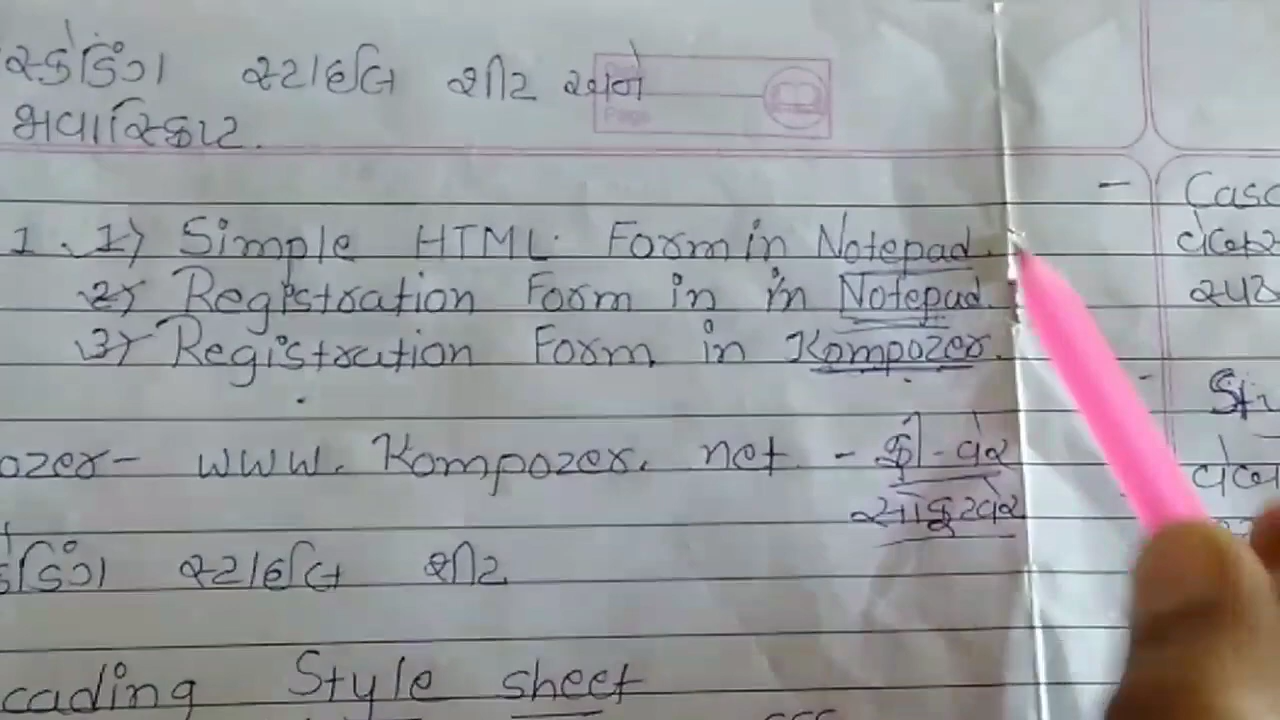 સ્કેડિંગ સ્ટાઈલ શીટ અને
જાવાસ્ક્રિપ્ટ.
1. 1) Simple HTML Form in Notepad.
2) Registration Form in in Notepad.
3) Registration Form in Kompozer.
ozer- www. Kompozer. net - ફ્રી-વેર
સોફ્ટવેર
ડિંગ સ્ટાઈલ શીટ
cading Style sheet
Page
- Casc